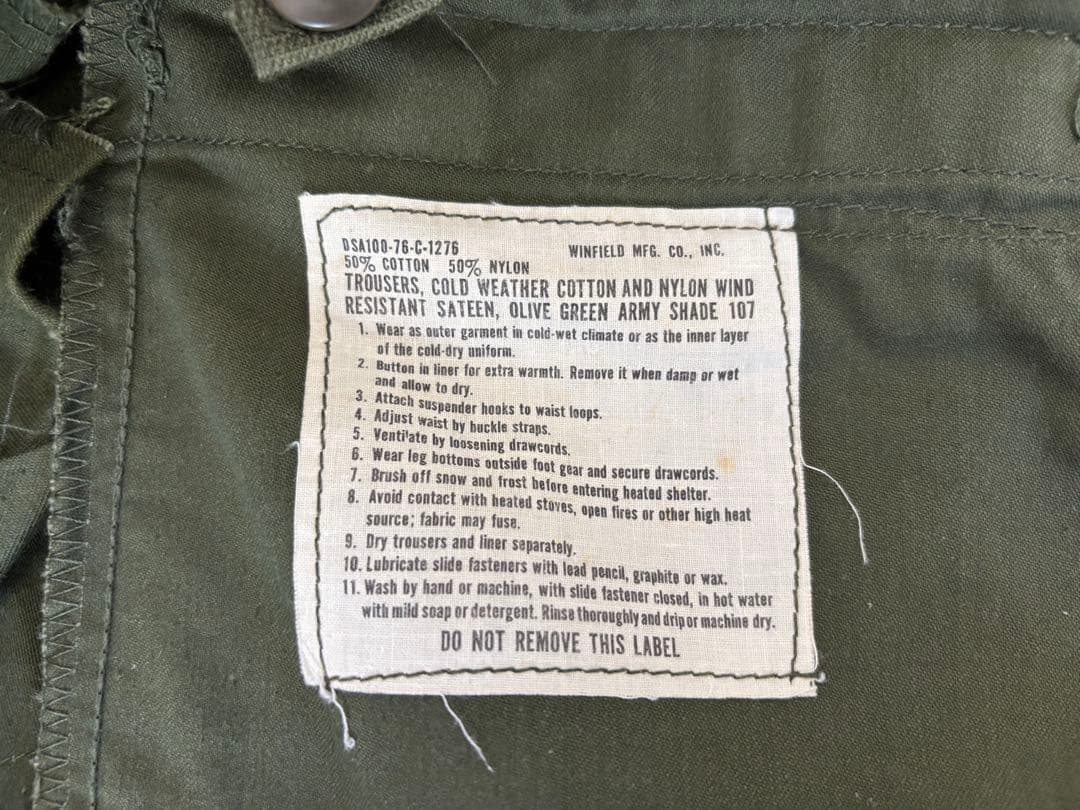 DSA100-76-C-1276 WINFIELD MFG. CO., INC.
50% COTTON 50% NYLON
TROUSERS, COLD WEATHER COTTON AND NYLON WIND
RESISTANT SATEEN, OLIVE GREEN ARMY SHADE 107
1. Wear as outer garment in cold-wet climate or as the inner layer
of the cold-dry uniform.
2. Button in liner for extra warmth. Remove it when damp or wet
and allow to dry.
3. Attach suspender hooks to waist loops.
4. Adjust waist by buckle straps.
5. Ventilate by loosening drawcords.
6. Wear leg bottoms outside foot gear and secure drawcords.
7. Brush off snow and frost before entering heated shelter.
8. Avoid contact with heated stoves, open fires or other high heat
source; fabric may fuse.
9. Dry trousers and liner separately.
10. Lubricate slide fasteners with lead pencil, graphite or wax.
11. Wash by hand or machine, with slide fastener closed, in hot water
with mild soap or detergent. Rinse thoroughly and drip or machine dry.
DO NOT REMOVE THIS LABEL